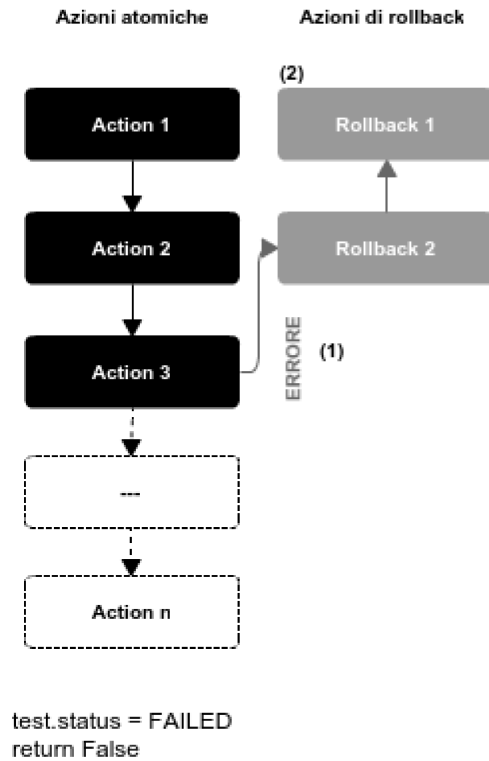 Azioni atomiche
Azioni di rollback
(2)
Action 1
Rollback 1
Action 2
Rollback 2
ERRORE
(1)
Action 3
---
Action n
test.status = FAILED
return False